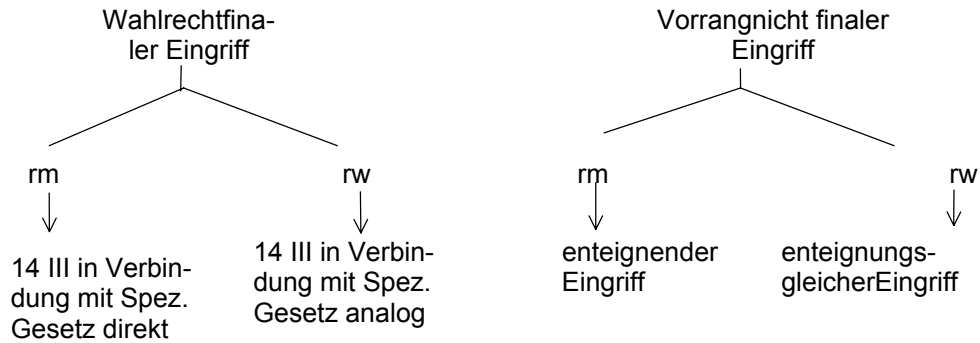 Wahlrechtfina-
ler Eingriff
Vorrangnicht finaler
Eingriff
rm
rw
rm
rw
14 III in Verbin-
dung mit Spez.
Gesetz direkt
14 III in Verbin-
dung mit Spez.
Gesetz analog
enteignender
Eingriff
enteignungs-
gleicherEingriff